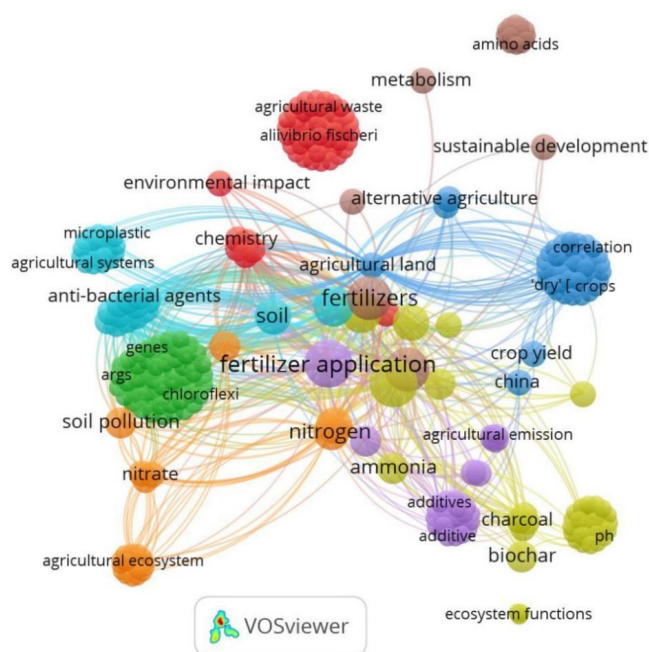 amino acids
metabolism
agricultural waste
aliivibrio fischeri
sustainable development
environmental impact
alternative agriculture
microplastic
chemistry
correlation
agricultural systems
agricultural land
'dry' [ crops
anti-bacterial agents
fertilizers
soil
genes
crop yield
args
fertilizer application
china
chloroflexi
soil pollution
nitrogen
agricultural emission
nitrate
ammonia
additives
charcoal
additive
ph
agricultural ecosystem
biochar
ecosystem functions
VOSviewer